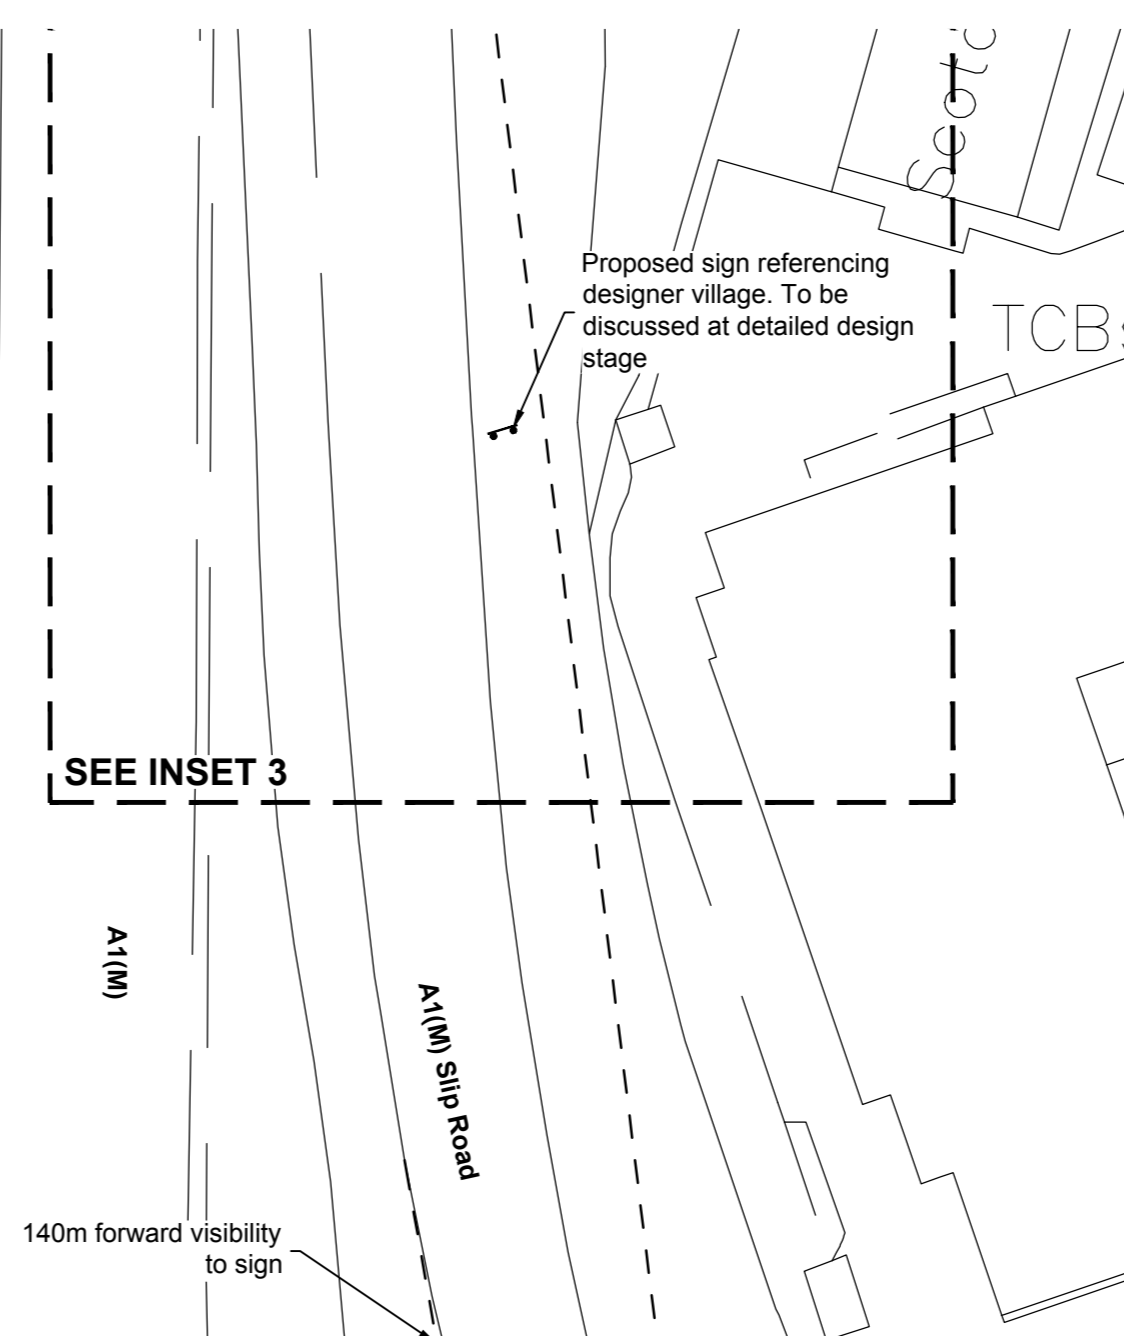 Proposed sign referencing
designer village. To be
discussed at detailed design
stage
SEE INSET 3
A1(M)
A1(M) Slip Road
140m forward visibility
to sign